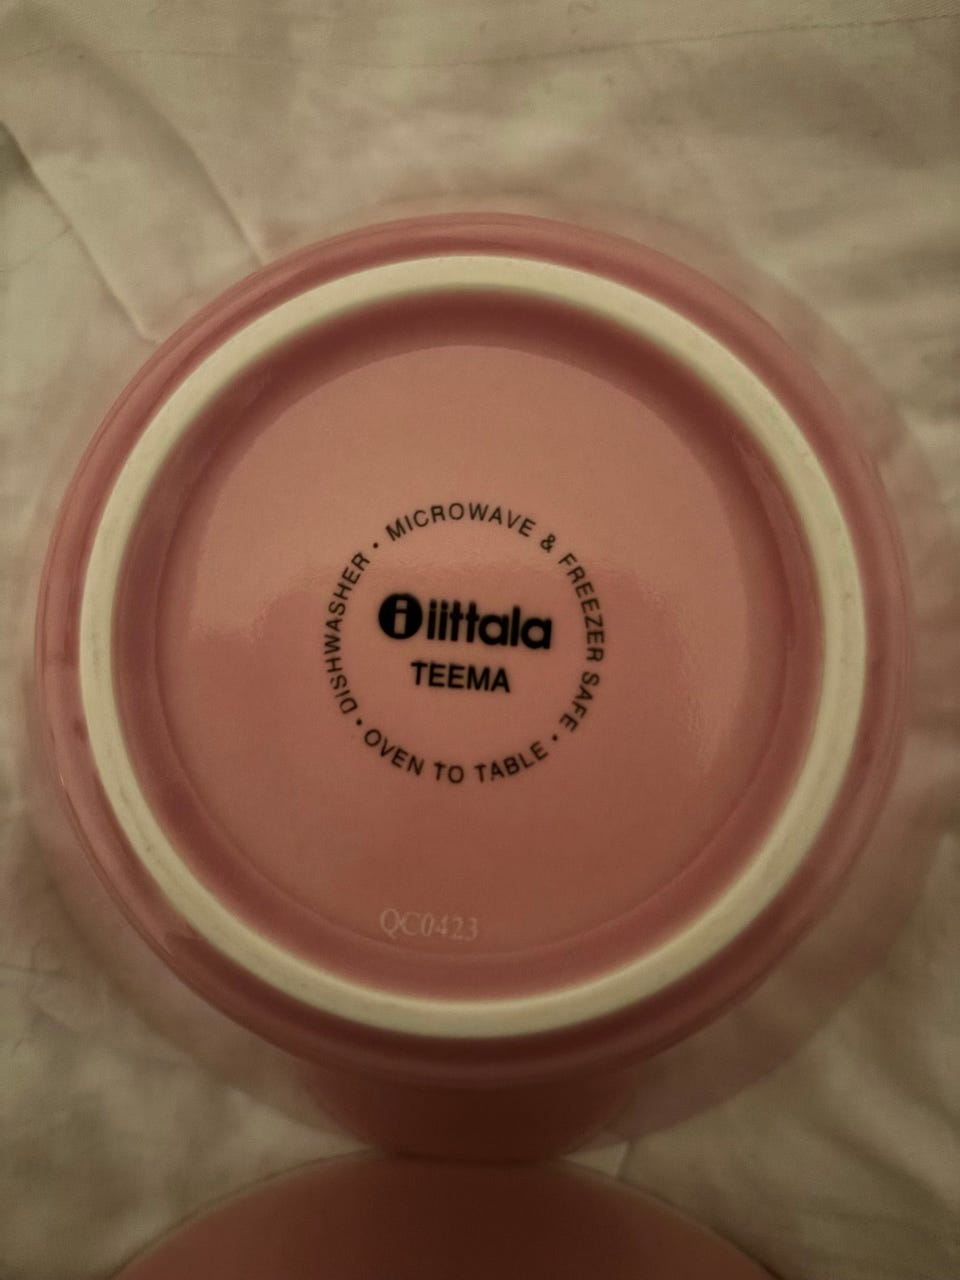 DISHWASHER • MICROWAVE & FREEZER SAFE • OVEN TO TABLE •
i iittala
TEEMA
QC0423